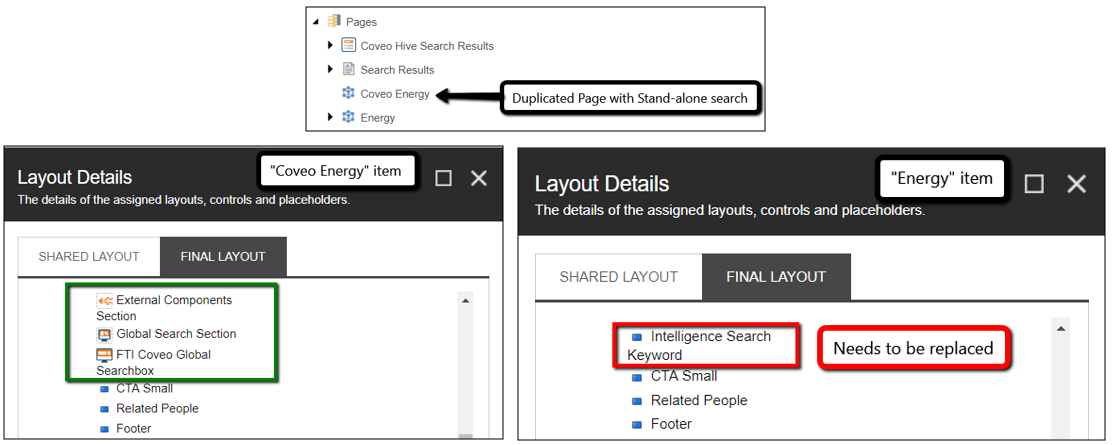 Pages
Coveo Hive Search Results
Search Results
Coveo Energy
Duplicated Page with Stand-alone search
Energy
Layout Details
"Coveo Energy" item
The details of the assigned layouts, controls and placeholders.
SHARED LAYOUT
FINAL LAYOUT
External Components
Section
Global Search Section
FTI Coveo Global
Searchbox
CTA Small
Related People
Footer
Layout Details
"Energy" item
The details of the assigned layouts, controls and placeholders.
SHARED LAYOUT
FINAL LAYOUT
Intelligence Search
Keyword
Needs to be replaced
CTA Small
Related People
Footer